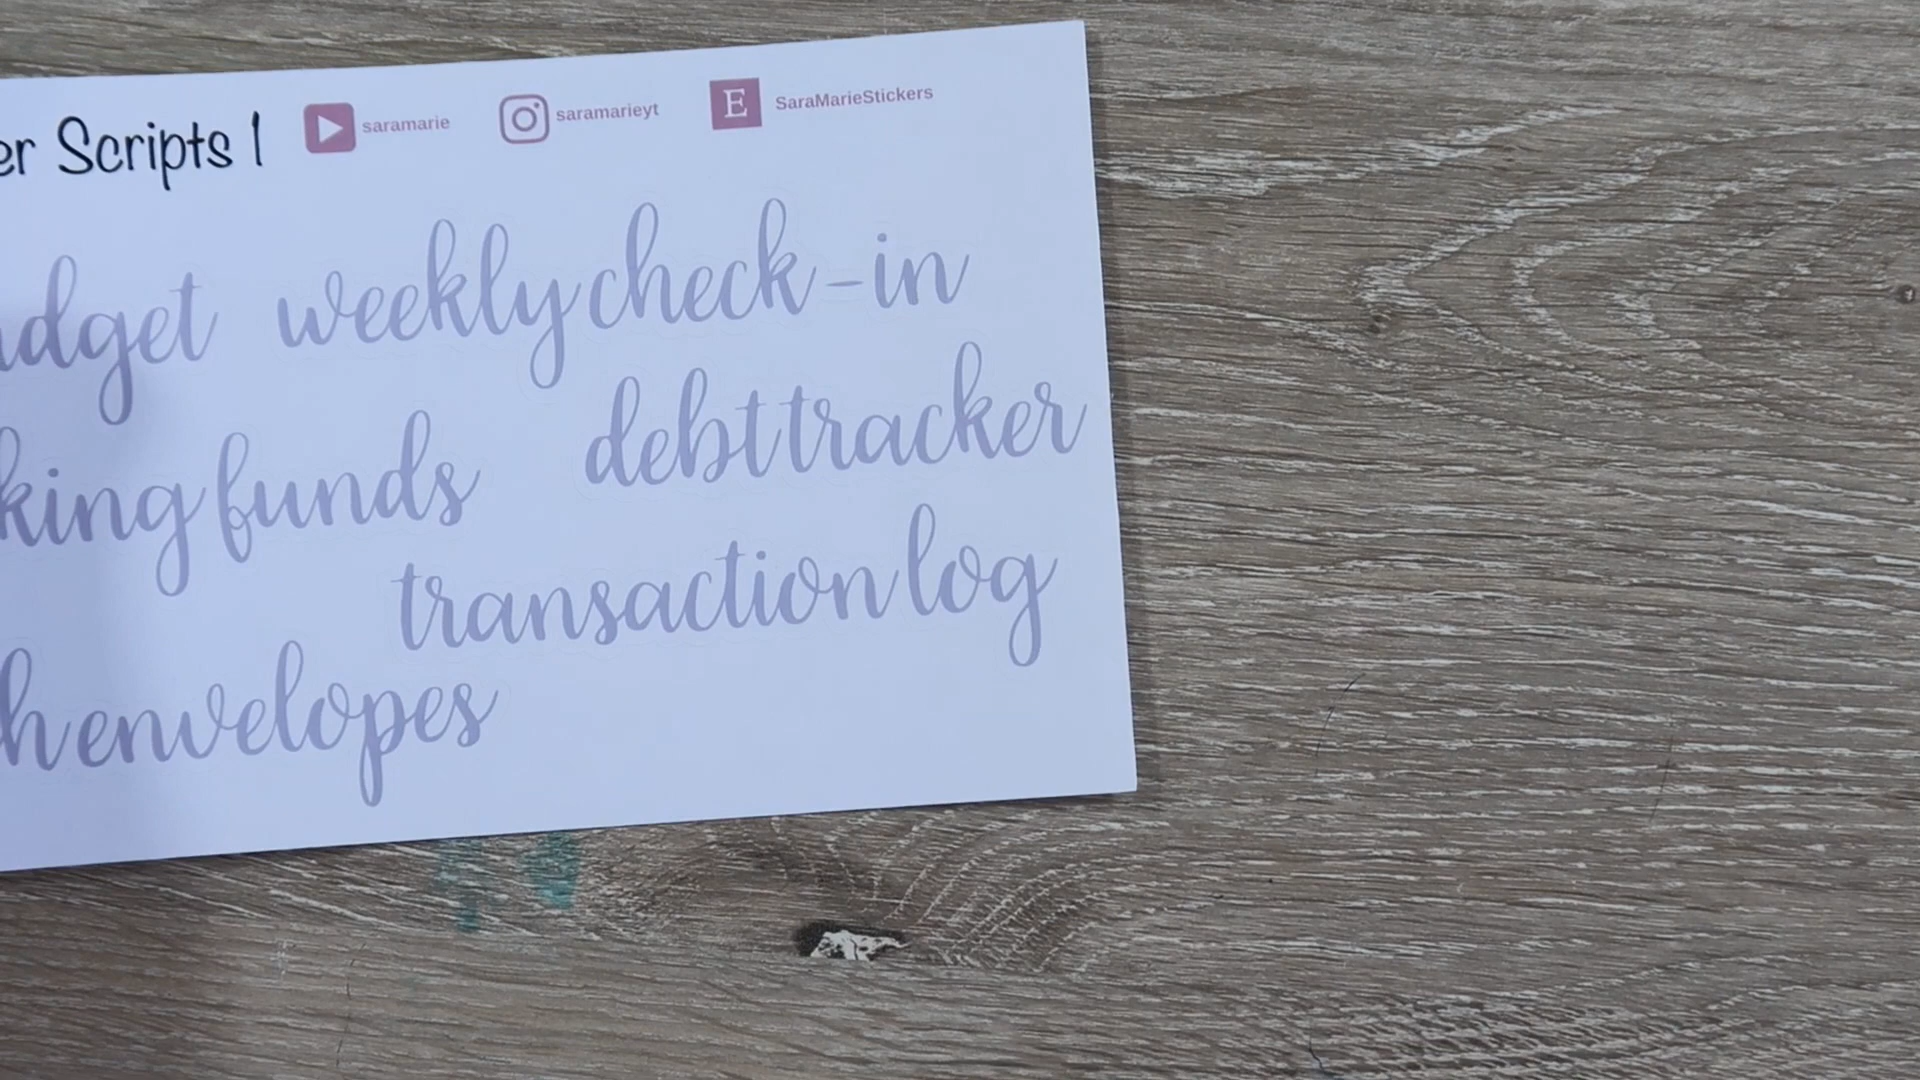 er Scripts 1 saramarie saramarieyt E SaraMarieStickers
dget weekly check-in
king funds debt tracker
transaction log
h envelopes